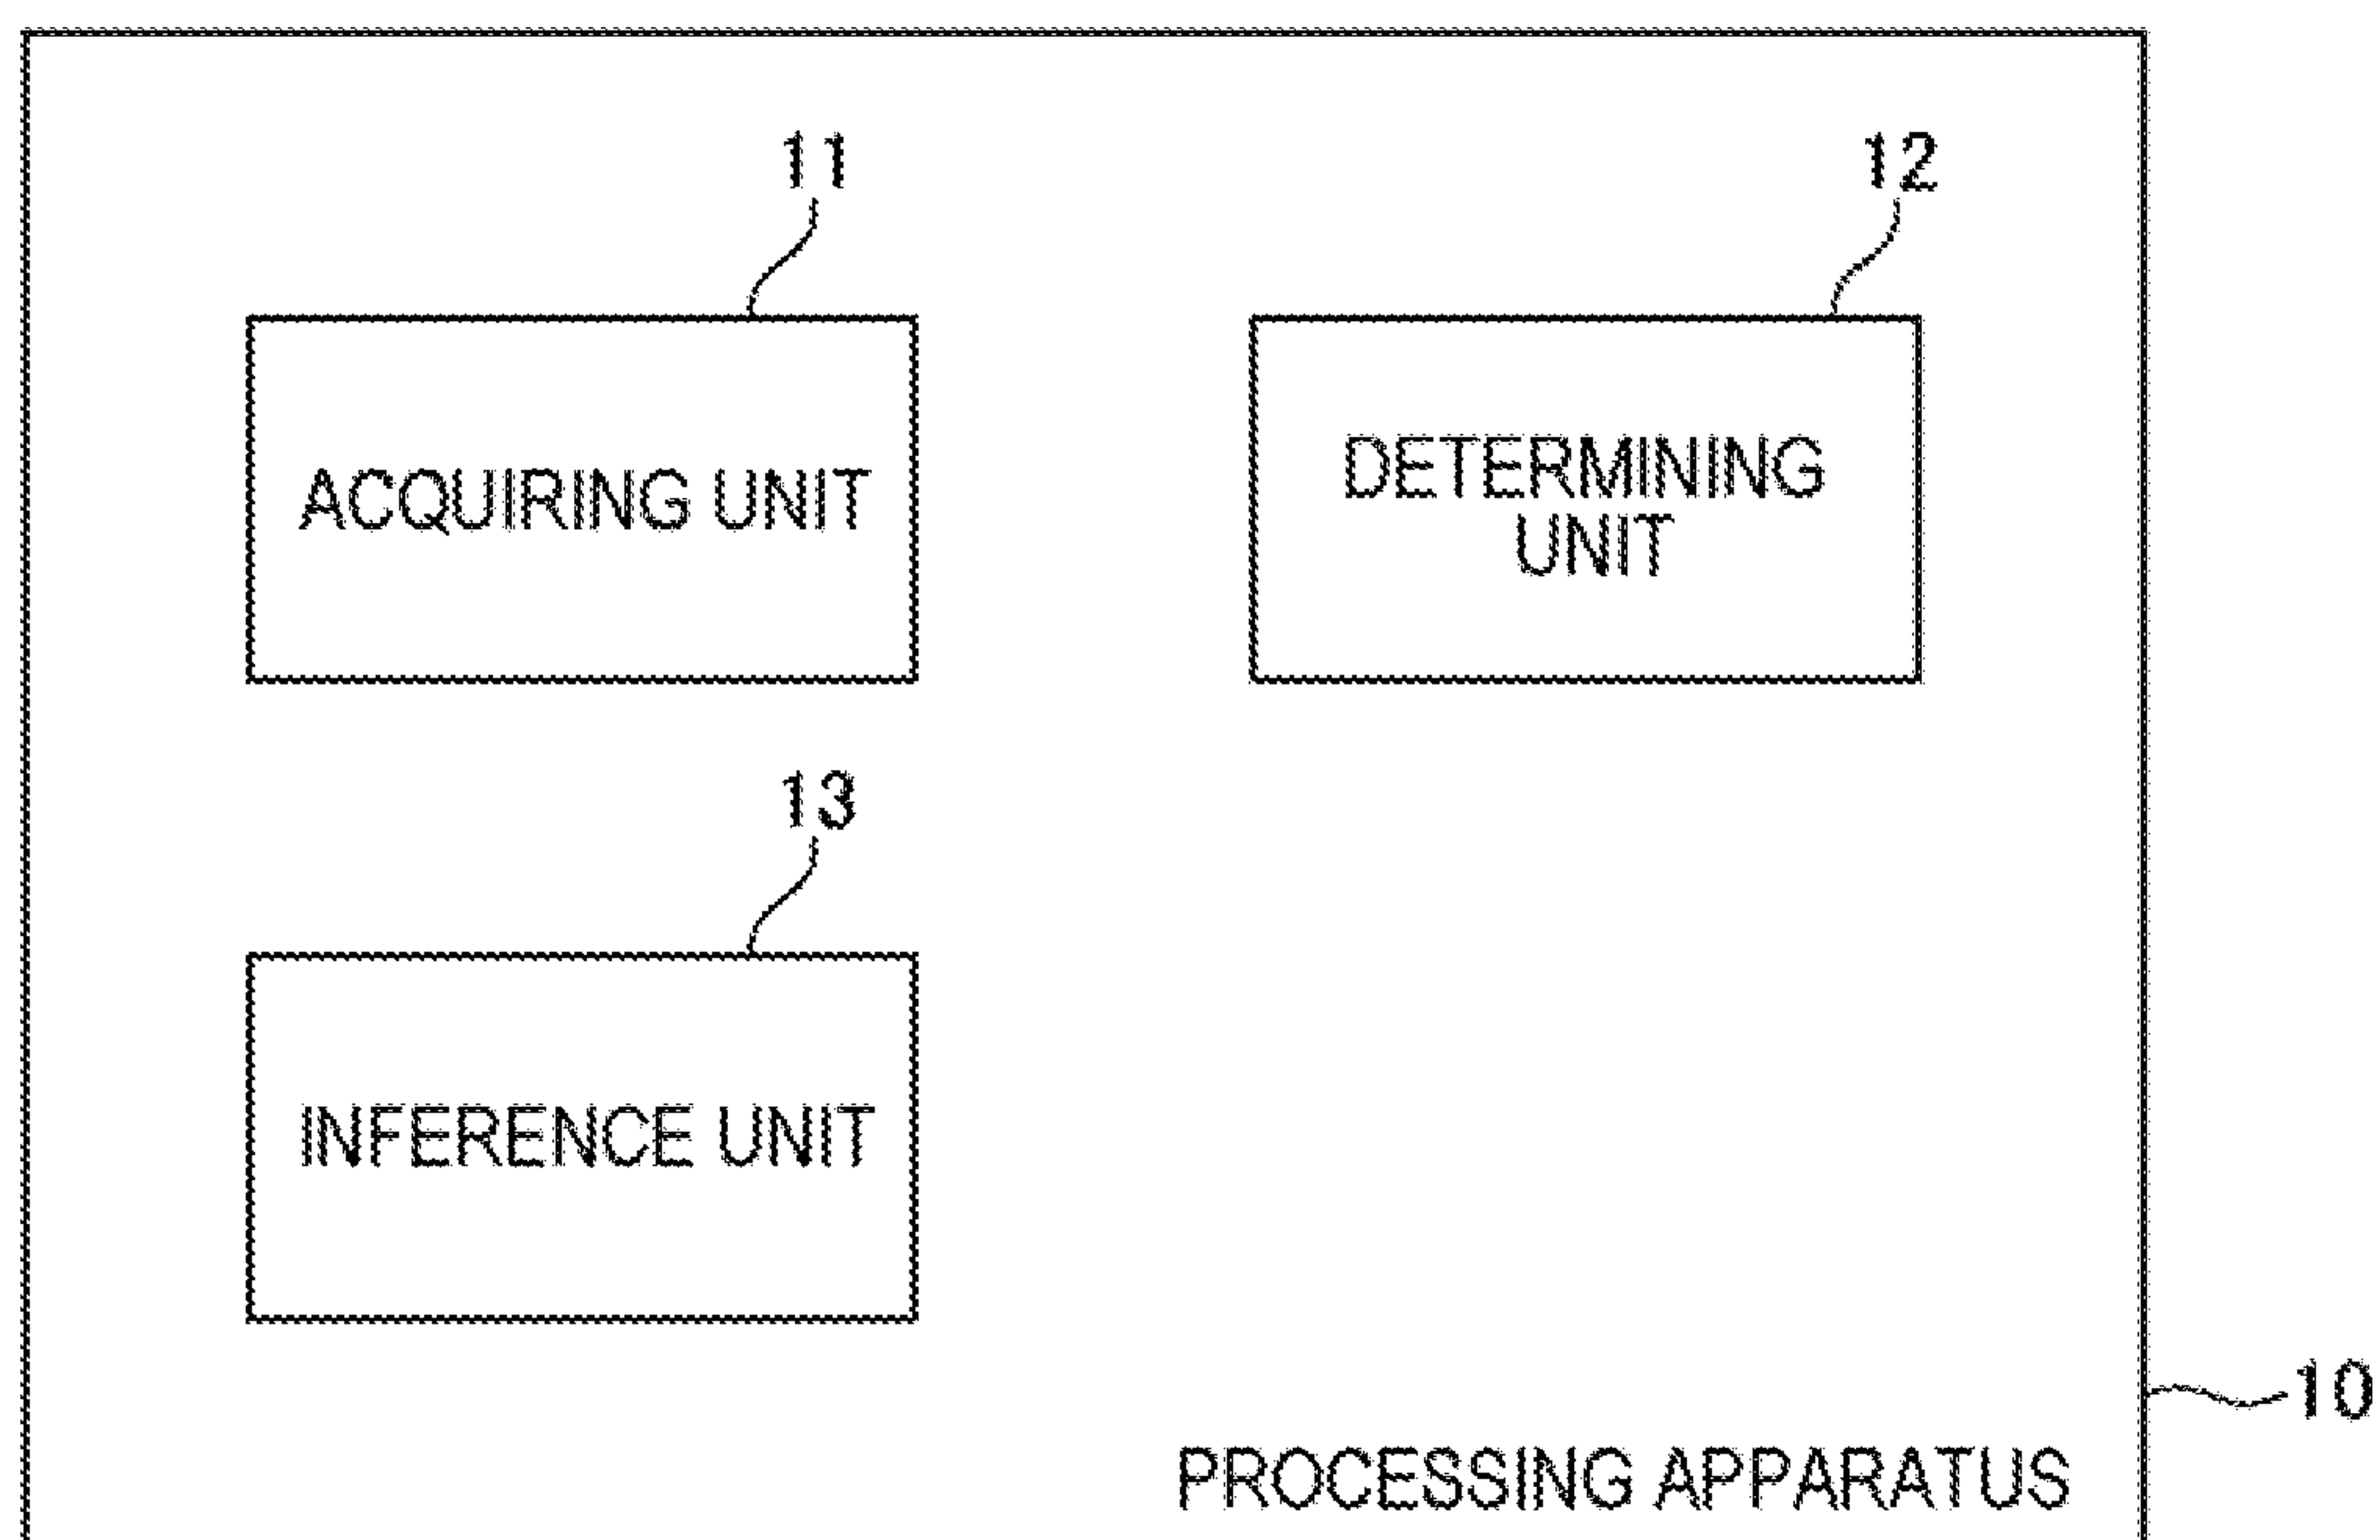 11
12
ACQUIRING UNIT
DETERMINING
UNIT
13
INFERENCE UNIT
10
PROCESSING APPARATUS